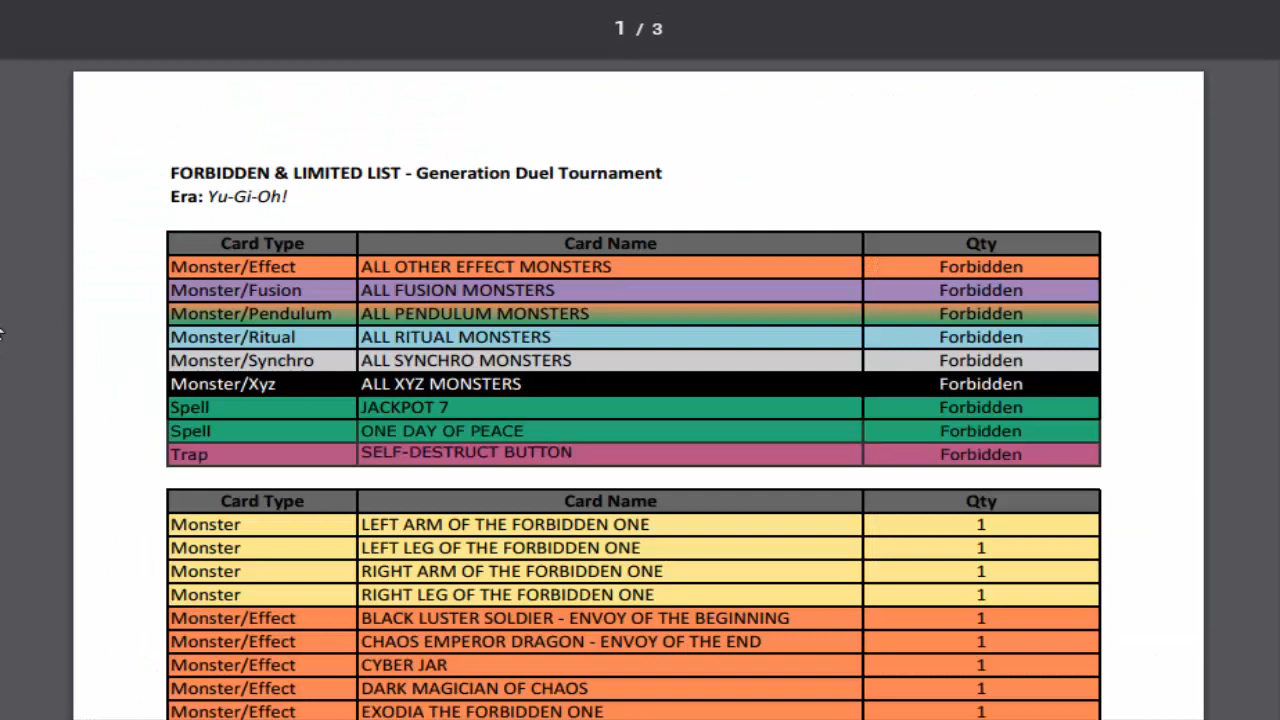 1 / 3
FORBIDDEN & LIMITED LIST - Generation Duel Tournament
Era: Yu-Gi-Oh!
Card Type Card Name Qty
Monster/Effect ALL OTHER EFFECT MONSTERS Forbidden
Monster/Fusion ALL FUSION MONSTERS Forbidden
Monster/Pendulum ALL PENDULUM MONSTERS Forbidden
Monster/Ritual ALL RITUAL MONSTERS Forbidden
Monster/Synchro ALL SYNCHRO MONSTERS Forbidden
Monster/Xyz ALL XYZ MONSTERS Forbidden
Spell JACKPOT 7 Forbidden
Spell ONE DAY OF PEACE Forbidden
Trap SELF-DESTRUCT BUTTON Forbidden
Card Type Card Name Qty
Monster LEFT ARM OF THE FORBIDDEN ONE 1
Monster LEFT LEG OF THE FORBIDDEN ONE 1
Monster RIGHT ARM OF THE FORBIDDEN ONE 1
Monster RIGHT LEG OF THE FORBIDDEN ONE 1
Monster/Effect BLACK LUSTER SOLDIER - ENVOY OF THE BEGINNING 1
Monster/Effect CHAOS EMPEROR DRAGON - ENVOY OF THE END 1
Monster/Effect CYBER JAR 1
Monster/Effect DARK MAGICIAN OF CHAOS 1
Monster/Effect EXODIA THE FORBIDDEN ONE 1